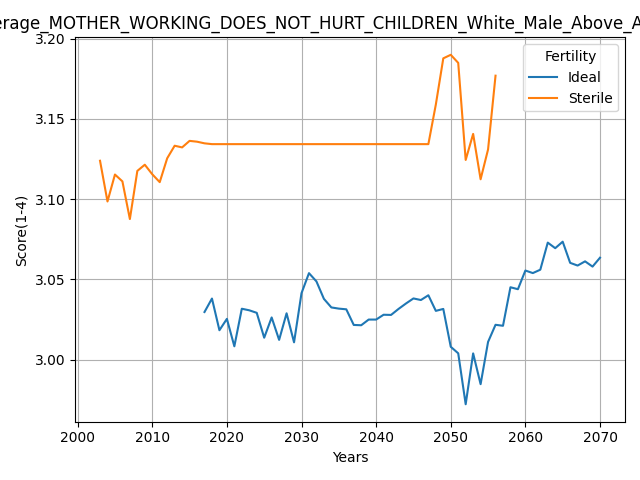 erage_MOTHER_WORKING_DOES_NOT_HURT_CHILDREN_White_Male_Above_A
3.20
3.15
3.10
3.05
3.00
Score(1-4)
Fertility
Ideal
Sterile
2000 2010 2020 2030 2040 2050 2060 2070
Years